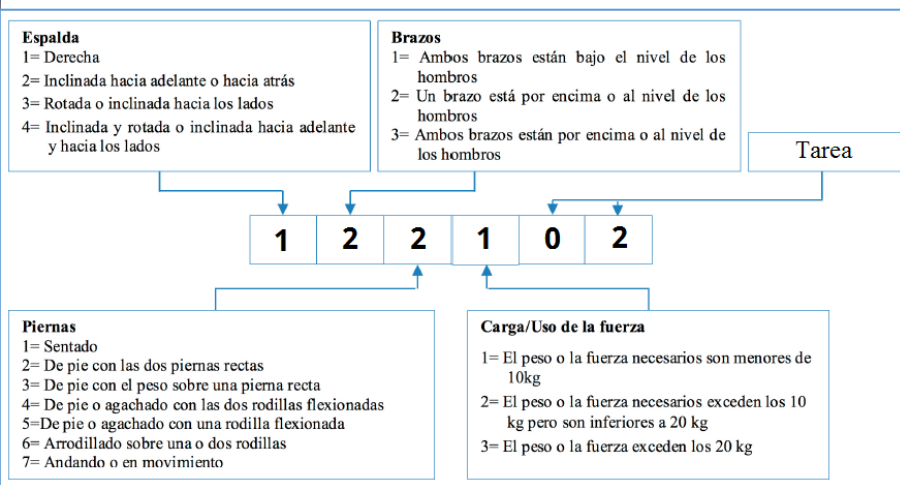 Espalda
1= Derecha
2= Inclinada hacia adelante o hacia atrás
3= Rotada o inclinada hacia los lados
4= Inclinada y rotada o inclinada hacia adelante
y hacia los lados
Brazos
1= Ambos brazos están bajo el nivel de los
hombros
2= Un brazo está por encima o al nivel de los
hombros
3= Ambos brazos están por encima o al nivel de
los hombros
Tarea
1 2 2 1 0 2
Piernas
1= Sentado
2= De pie con las dos piernas rectas
3= De pie con el peso sobre una pierna recta
4= De pie o agachado con las dos rodillas flexionadas
5=De pie o agachado con una rodilla flexionada
6= Arrodillado sobre una o dos rodillas
7= Andando o en movimiento
Carga/Uso de la fuerza
1= El peso o la fuerza necesarios son menores de
10kg
2= El peso o la fuerza necesarios exceden los 10
kg pero son inferiores a 20 kg
3= El peso o la fuerza exceden los 20 kg